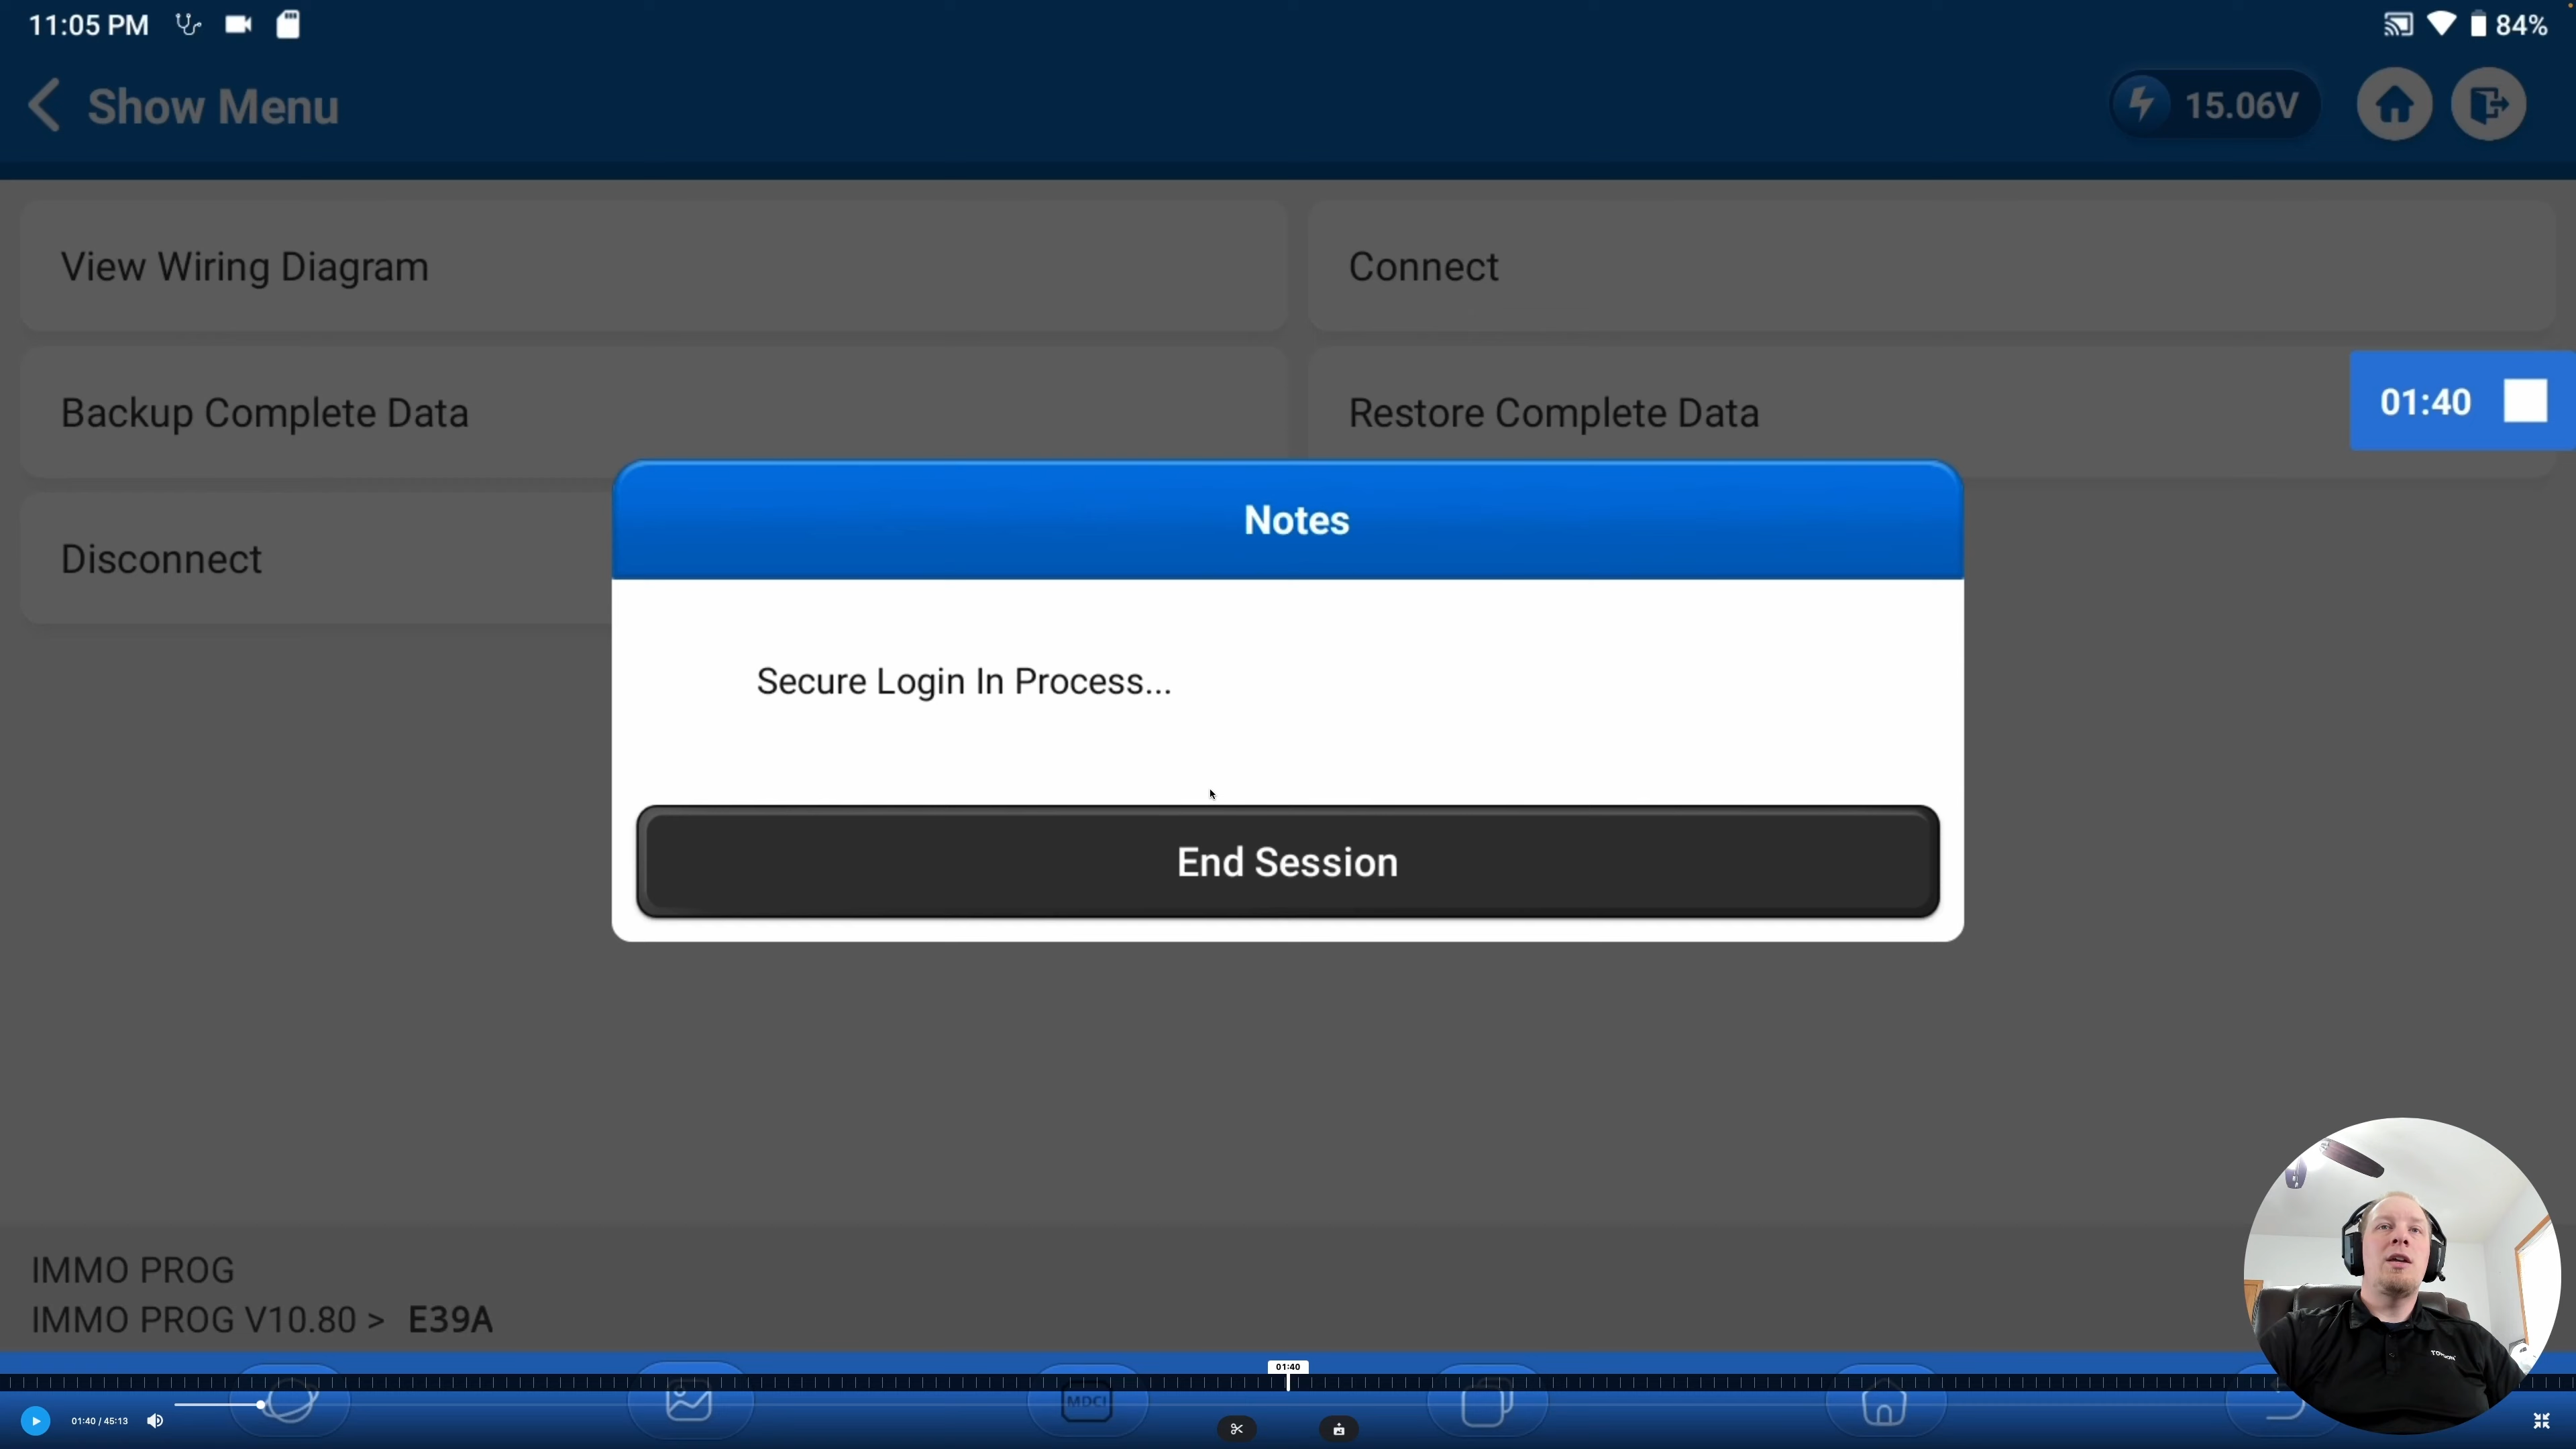 11:05 PM
84%
Show Menu
15.06V
View Wiring Diagram
Connect
Backup Complete Data
Restore Complete Data
01:40
Notes
Disconnect
Secure Login In Process...
End Session
IMMO PROG
IMMO PROG V10.80 > E39A
01:40
MDCI
01:40 / 45:13